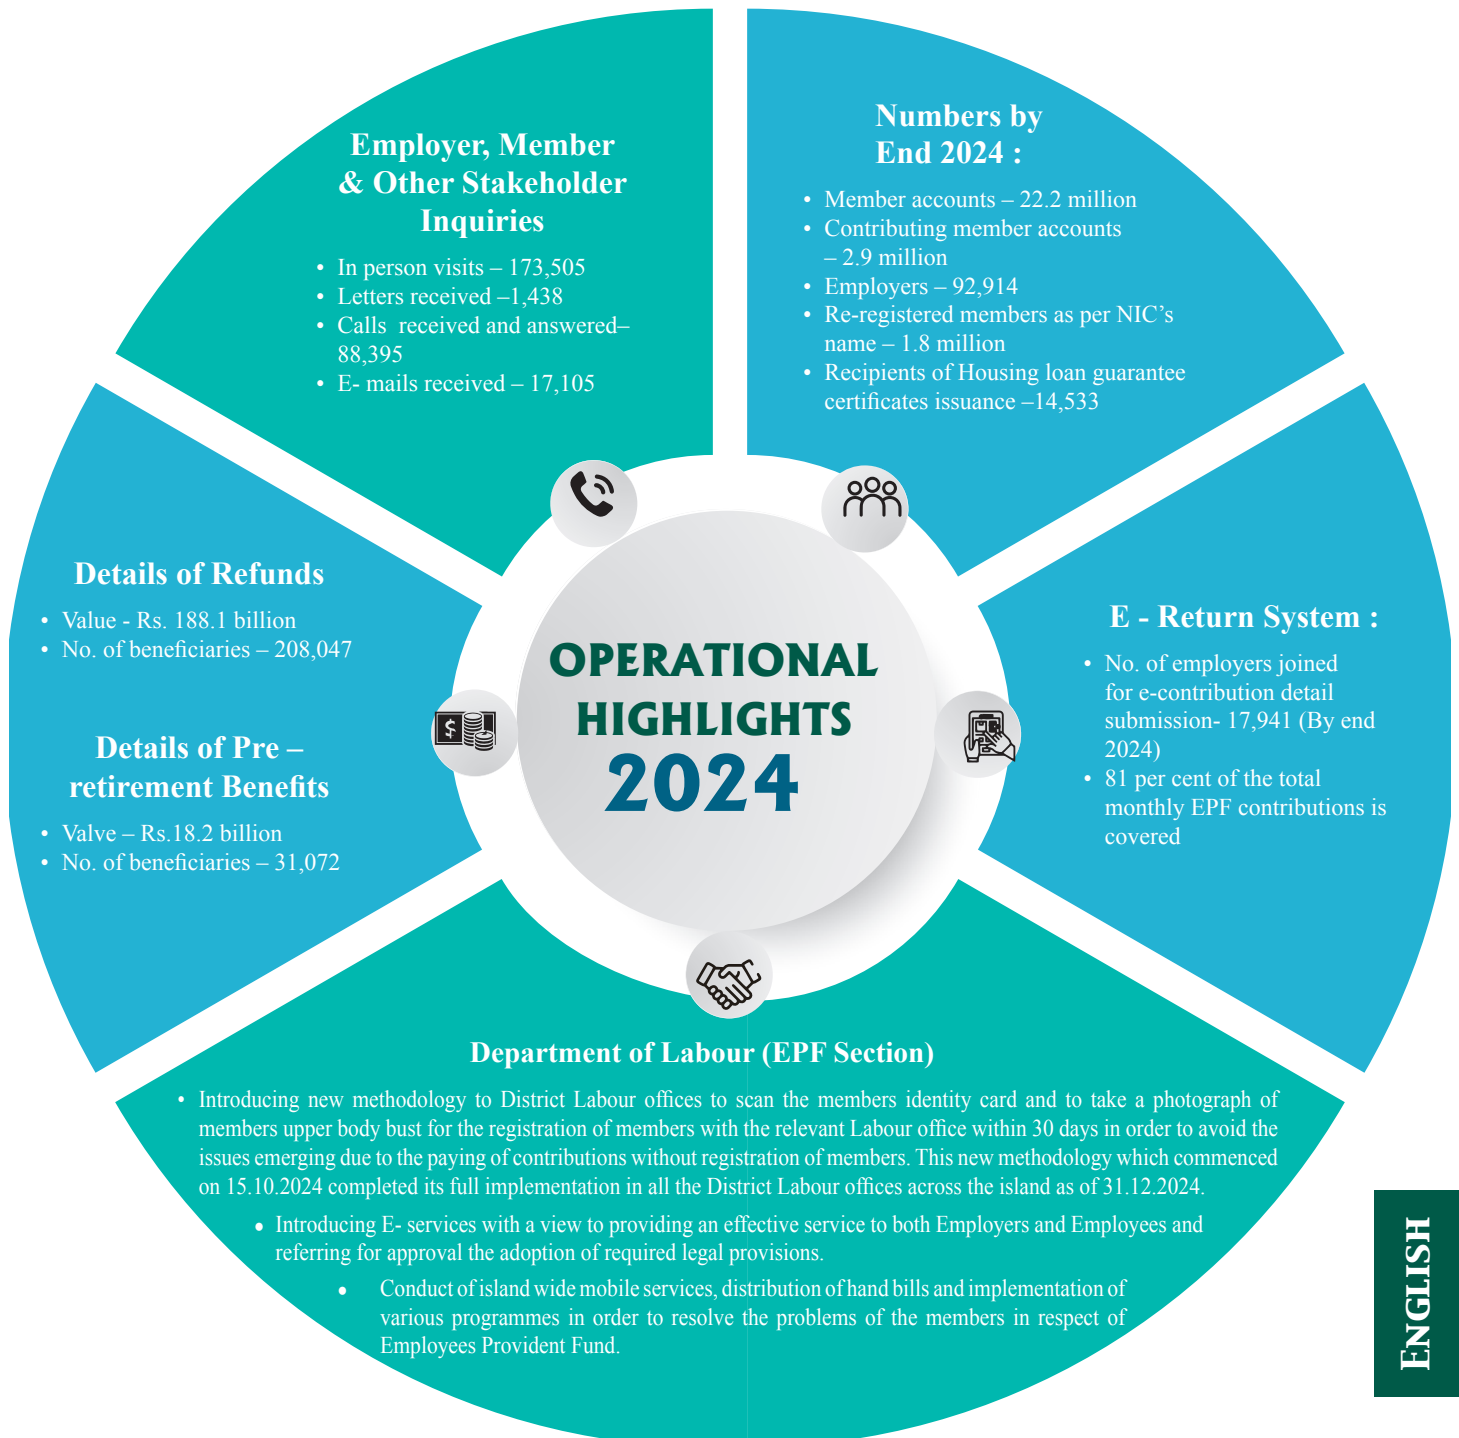 Employer, Member
& Other Stakeholder
Inquiries
• In person visits – 173,505
• Letters received –1,438
• Calls received and answered–
88,395
• E- mails received – 17,105
Numbers by
End 2024 :
• Member accounts – 22.2 million
• Contributing member accounts
– 2.9 million
• Employers – 92,914
• Re-registered members as per NIC’s
name – 1.8 million
• Recipients of Housing loan guarantee
certificates issuance –14,533
Details of Refunds
• Value - Rs. 188.1 billion
• No. of beneficiaries – 208,047
Details of Pre –
retirement Benefits
• Valve – Rs.18.2 billion
• No. of beneficiaries – 31,072
$
OPERATIONAL
HIGHLIGHTS
2024
E - Return System :
• No. of employers joined
for e-contribution detail
submission- 17,941 (By end
2024)
• 81 per cent of the total
monthly EPF contributions is
covered
Department of Labour (EPF Section)
• Introducing new methodology to District Labour offices to scan the members identity card and to take a photograph of
members upper body bust for the registration of members with the relevant Labour office within 30 days in order to avoid the
issues emerging due to the paying of contributions without registration of members. This new methodology which commenced
on 15.10.2024 completed its full implementation in all the District Labour offices across the island as of 31.12.2024.
• Introducing E- services with a view to providing an effective service to both Employers and Employees and
referring for approval the adoption of required legal provisions.
• Conduct of island wide mobile services, distribution of hand bills and implementation of
various programmes in order to resolve the problems of the members in respect of
Employees Provident Fund.
ENGLISH